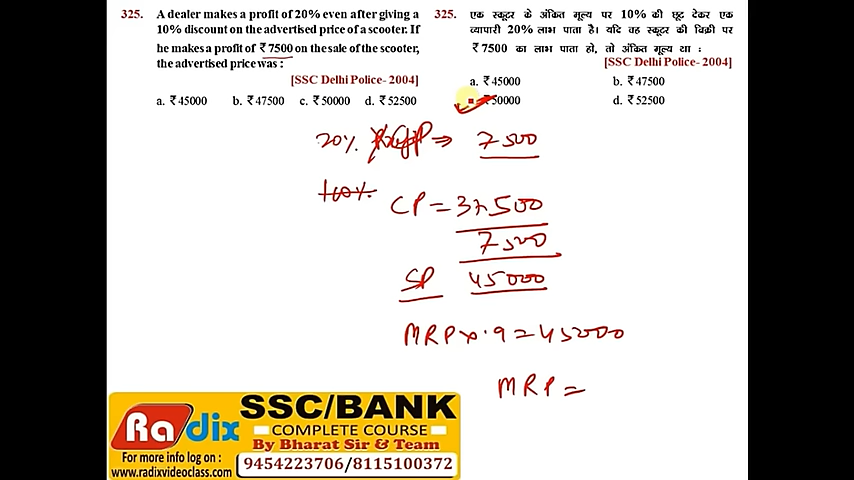 325. A dealer makes a profit of 20% even after giving a
10% discount on the advertised price of a scooter. If
he makes a profit of ₹7500 on the sale of the scooter,
the advertised price was :
[SSC Delhi Police- 2004]
a. ₹45000 b. ₹47500 c. ₹50000 d. ₹52500
325. एक स्कूटर के अंकित मूल्य पर 10% की छूट देकर एक
व्यापारी 20% लाभ पाता है। यदि वह स्कूटर की बिक्री पर
₹7500 का लाभ पाता हो, तो अंकित मूल्य था :
[SSC Delhi Police- 2004]
a. ₹45000 b. ₹47500
₹50000 d. ₹52500
20% ⇒ 7500
100%
CP = 37500
7500
SP 45000
MRP × .9 = 45000
MRP =
Radix
For more info log on :
www.radixvideoclass.com
SSC/BANK
COMPLETE COURSE
By Bharat Sir & Team
9454223706/8115100372